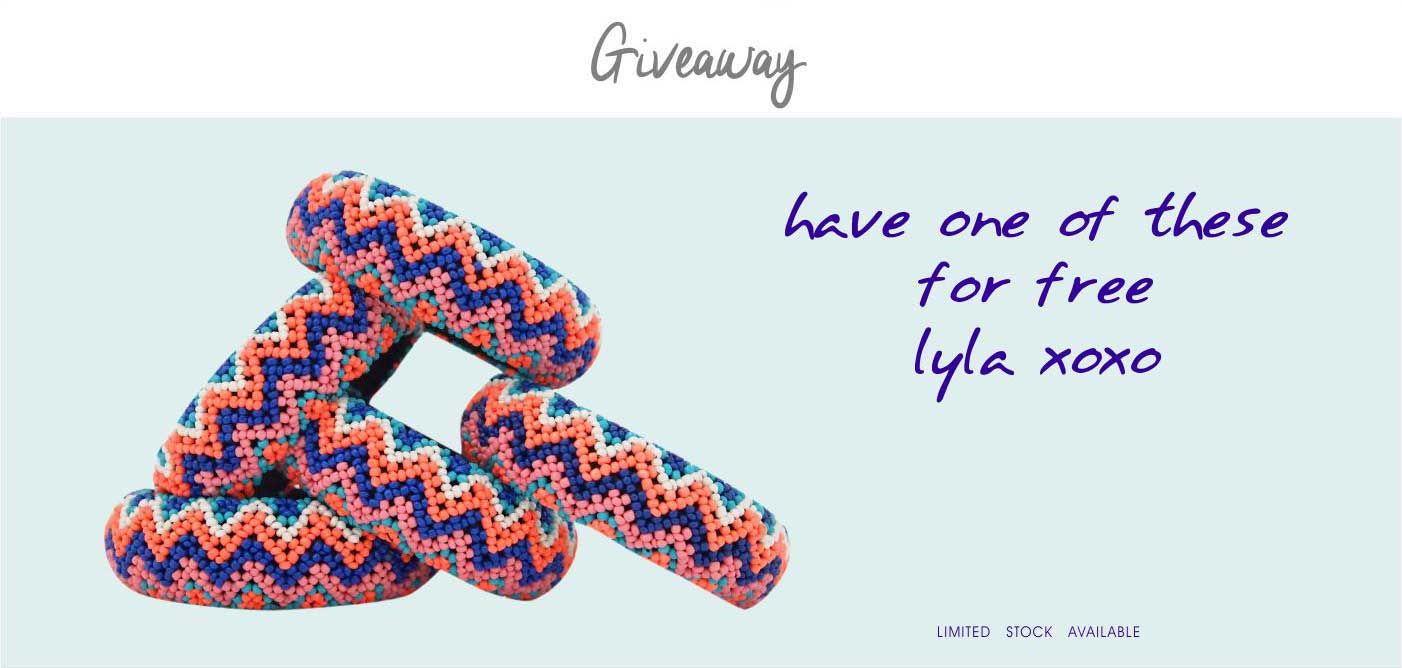 Giveaway
have one of these
for free
lyla xoxo
LIMITED STOCK AVAILABLE